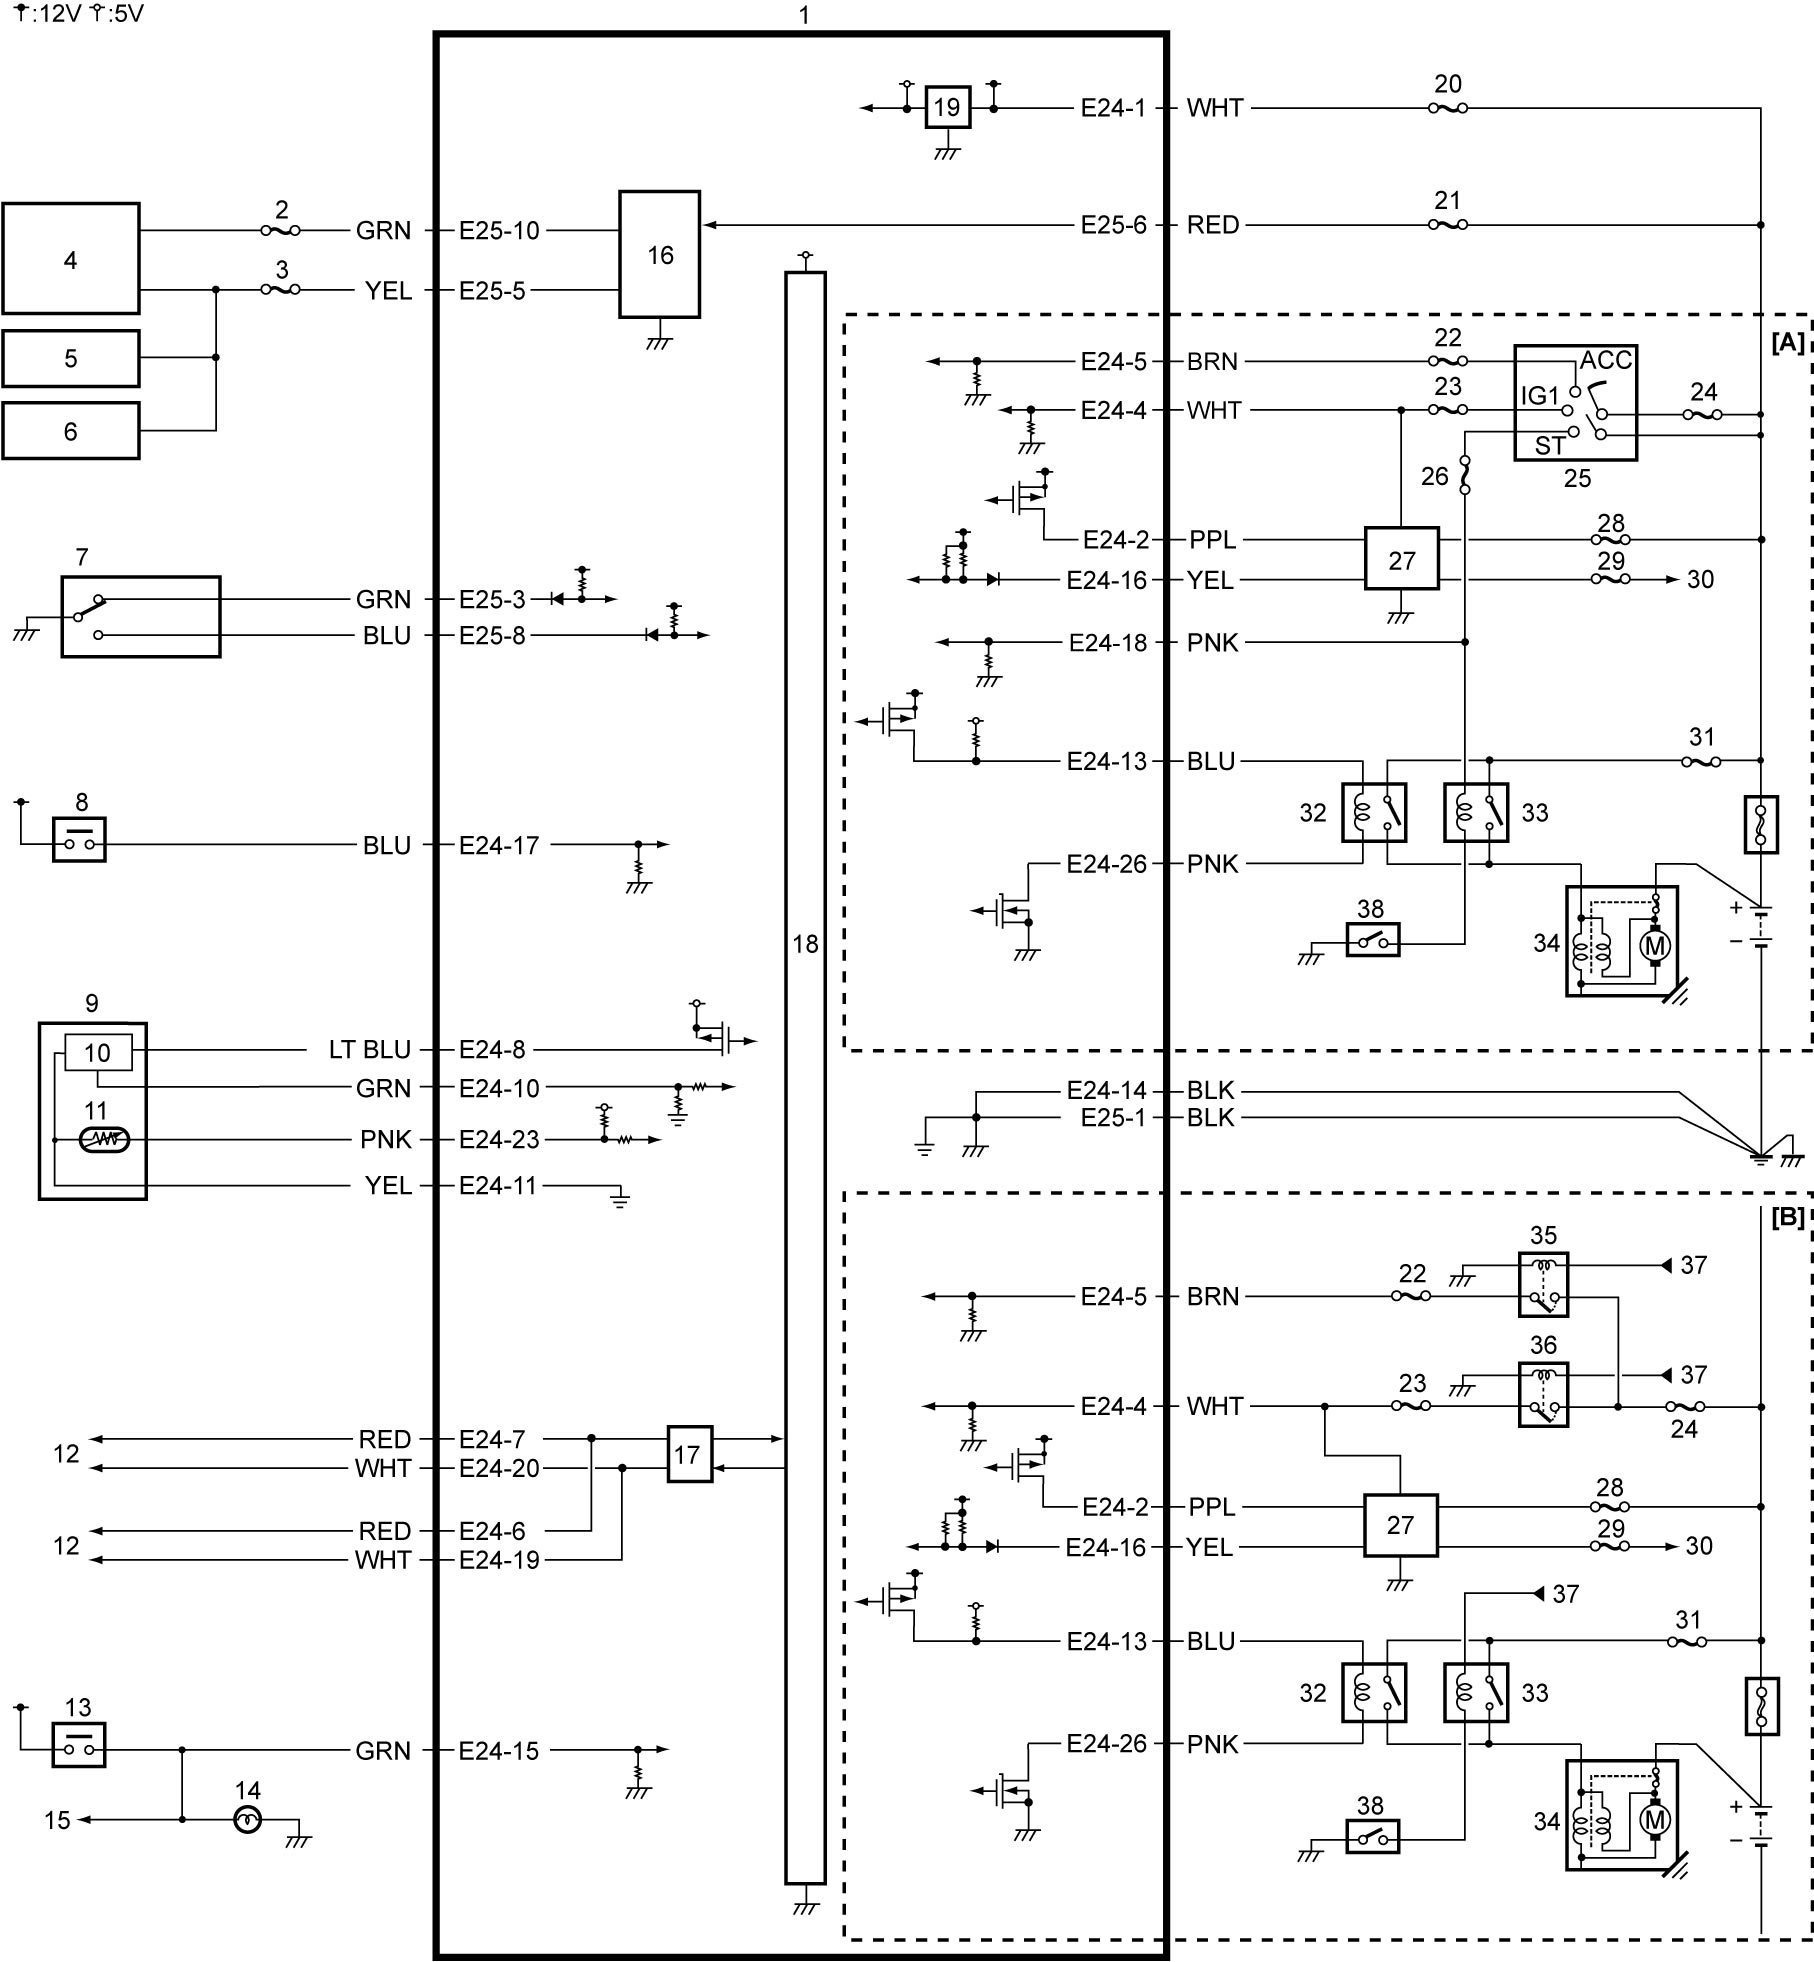 :12V :5V
1
19 E24-1 WHT 20
2 GRN E25-10 16 E25-6 RED 21
4
3 YEL E25-5
5
6
[A]
E24-5 BRN 22 ACC
E24-4 WHT 23 IG1 24
ST
26 25
E24-2 PPL 28
27
E24-16 YEL 29 30
7
GRN E25-3
BLU E25-8
E24-18 PNK
31
E24-13 BLU
32 33
8
BLU E24-17
E24-26 PNK
38
+
−
34 M
18
9
10 LT BLU E24-8
GRN E24-10
11
PNK E24-23
YEL E24-11
E24-14 BLK
E25-1 BLK
[B]
35
37
E24-5 BRN 22
36
37
E24-4 WHT 23
24
12 RED E24-7 17
WHT E24-20
12 RED E24-6
WHT E24-19
E24-2 PPL 28
27
E24-16 YEL 29 30
37
31
E24-13 BLU
32 33
13
GRN E24-15
14
15
E24-26 PNK
38
+
−
34 M